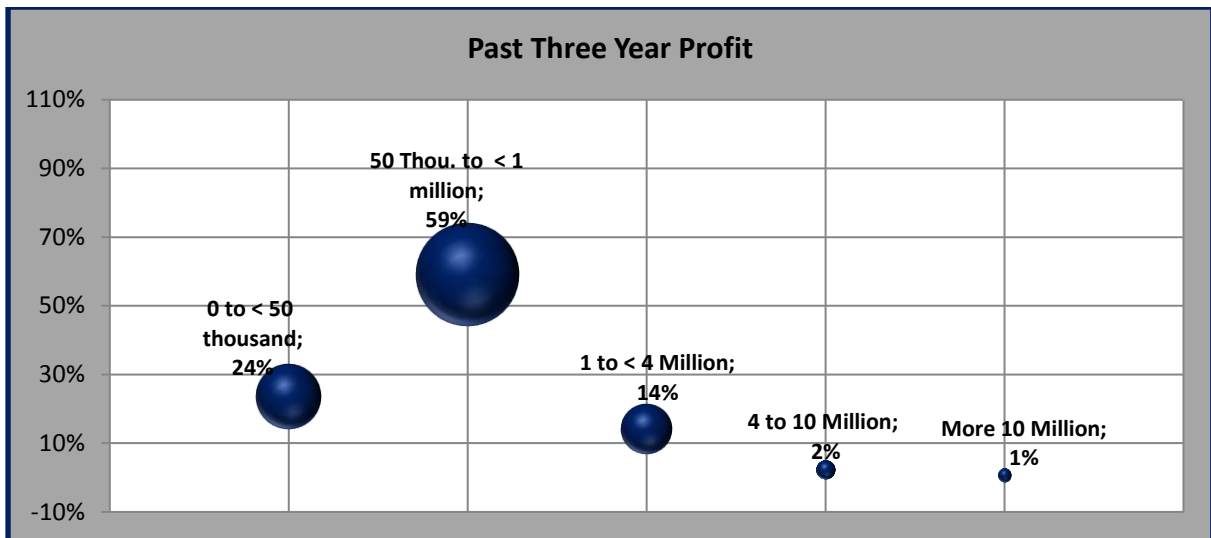 Past Three Year Profit
110%
90%
70%
50%
30%
10%
-10%
0 to < 50
thousand;
24%
50 Thou. to < 1
million;
59%
1 to < 4 Million;
14%
4 to 10 Million;
2%
More 10 Million;
1%